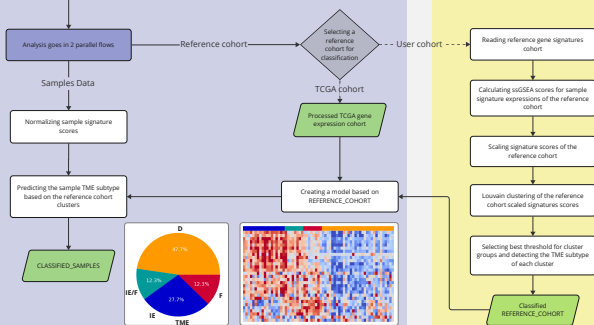 Analysis goes in 2 parallel flows
Reference cohort
Selecting a
reference
cohort for
classification
User cohort
Reading reference gene signatures
cohort
Samples Data
TCGA cohort
Calculating ssGSEA scores for sample
signature expressions of the reference
cohort
Normalizing sample signature
scores
Processed TCGA gene
expression cohort
Scaling signature scores of the
reference cohort
Predicting the sample TME subtype
based on the reference cohort
clusters
Creating a model based on
REFERENCE_COHORT
Louvain clustering of the reference
cohort scaled signatures scores
Selecting best threshold for cluster
groups and detecting the TME subtype
of each cluster
CLASSIFIED_SAMPLES
D
47.7%
12.3%
12.3%
27.7%
IE/F
F
IE
TME
Classified
REFERENCE_COHORT